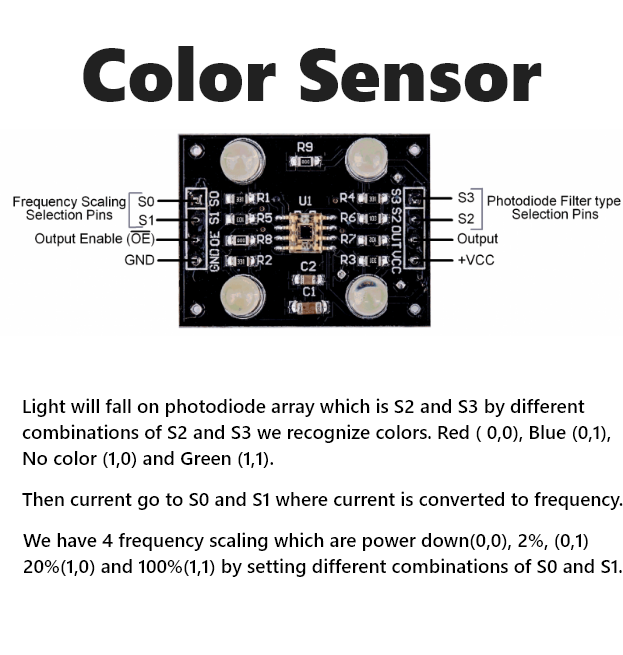 Color Sensor
R9
Frequency Scaling
Selection Pins
S0
S1
Output Enable (OE)
GND
S0
S1
OE
GND
R1
R5
R8
R2
U1
C2
C1
R4
R6
R7
R3
S3
S2
OUT
VCC
S3
S2
Output
+VCC
Photodiode Filter type
Selection Pins
Light will fall on photodiode array which is S2 and S3 by different
combinations of S2 and S3 we recognize colors. Red ( 0,0), Blue (0,1),
No color (1,0) and Green (1,1).
Then current go to S0 and S1 where current is converted to frequency.
We have 4 frequency scaling which are power down(0,0), 2%, (0,1)
20%(1,0) and 100%(1,1) by setting different combinations of S0 and S1.